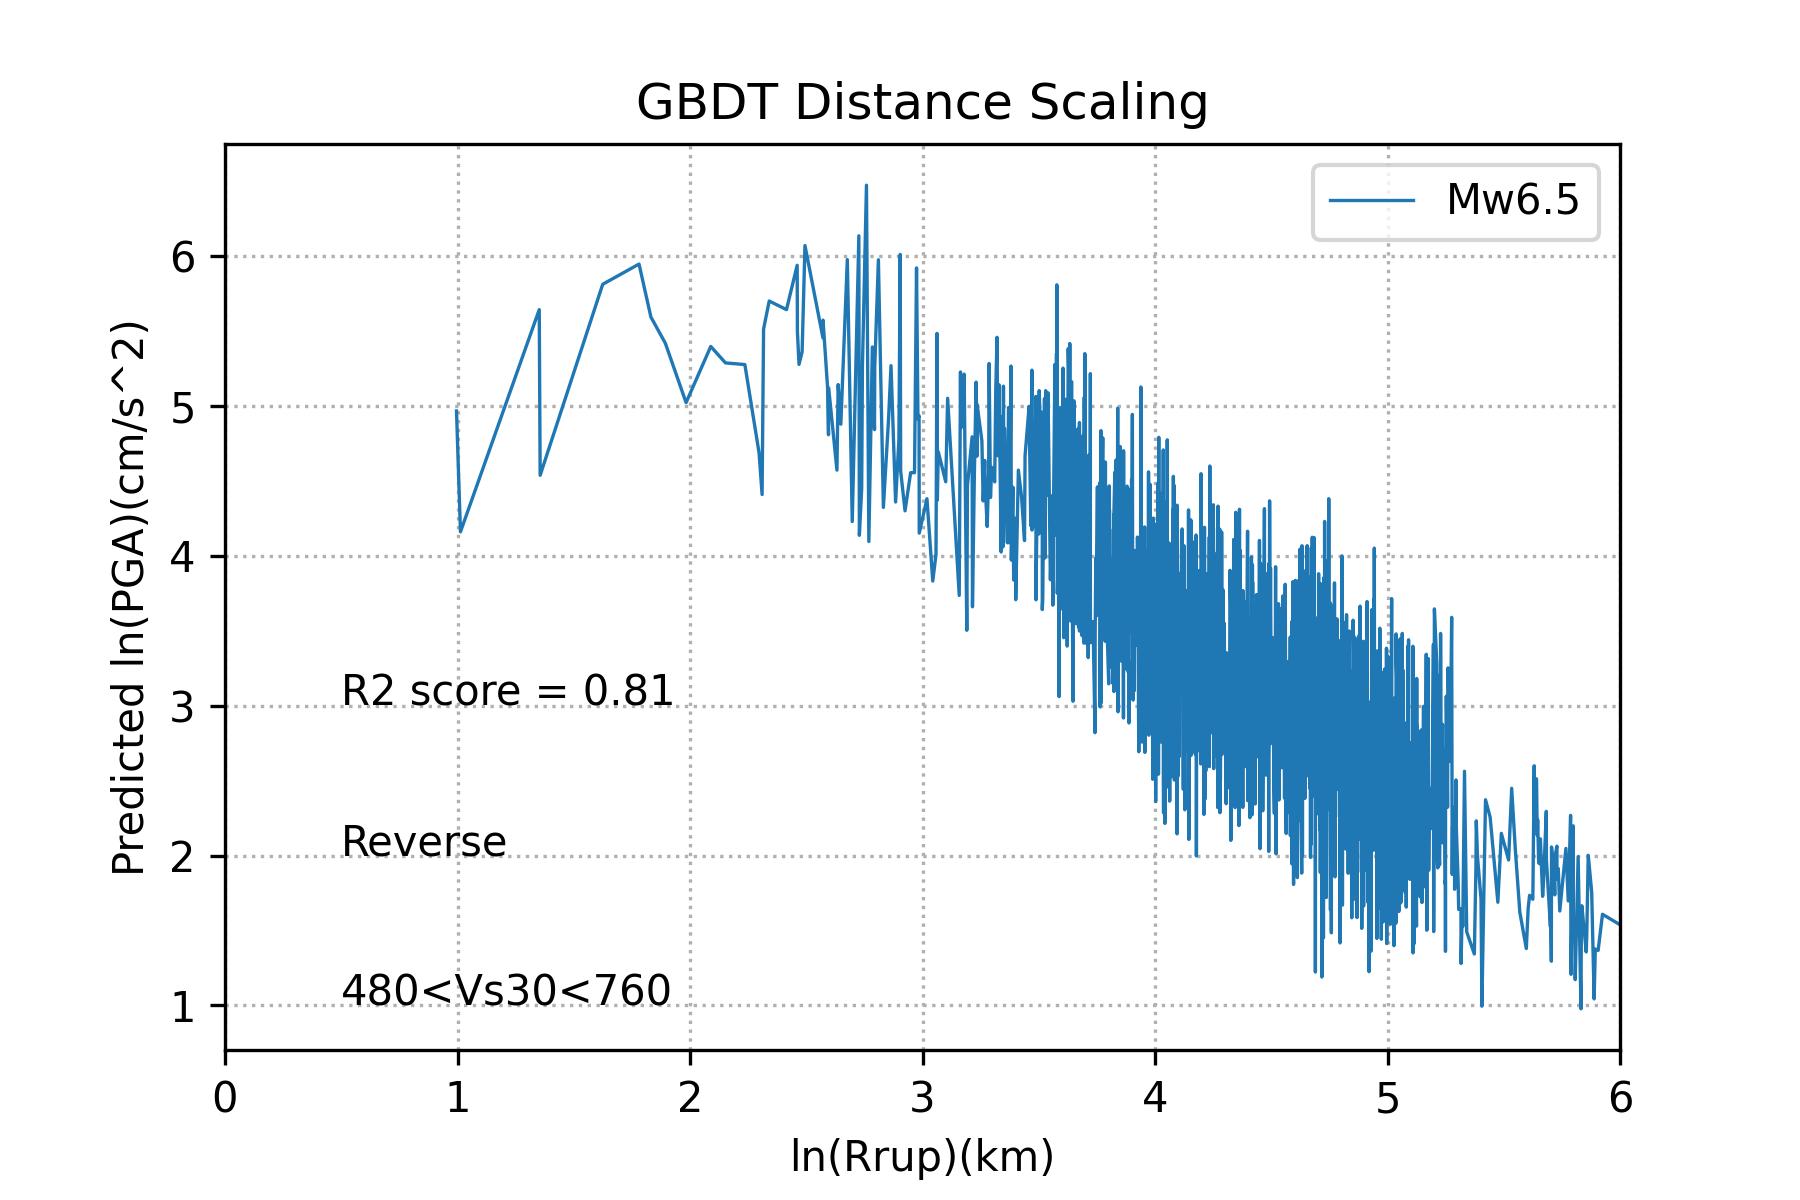 GBDT Distance Scaling
Mw6.5
Predicted ln(PGA)(cm/s^2)
6
5
4
3
2
1
R2 score = 0.81
Reverse
480<Vs30<760
0 1 2 3 4 5 6
ln(Rrup)(km)